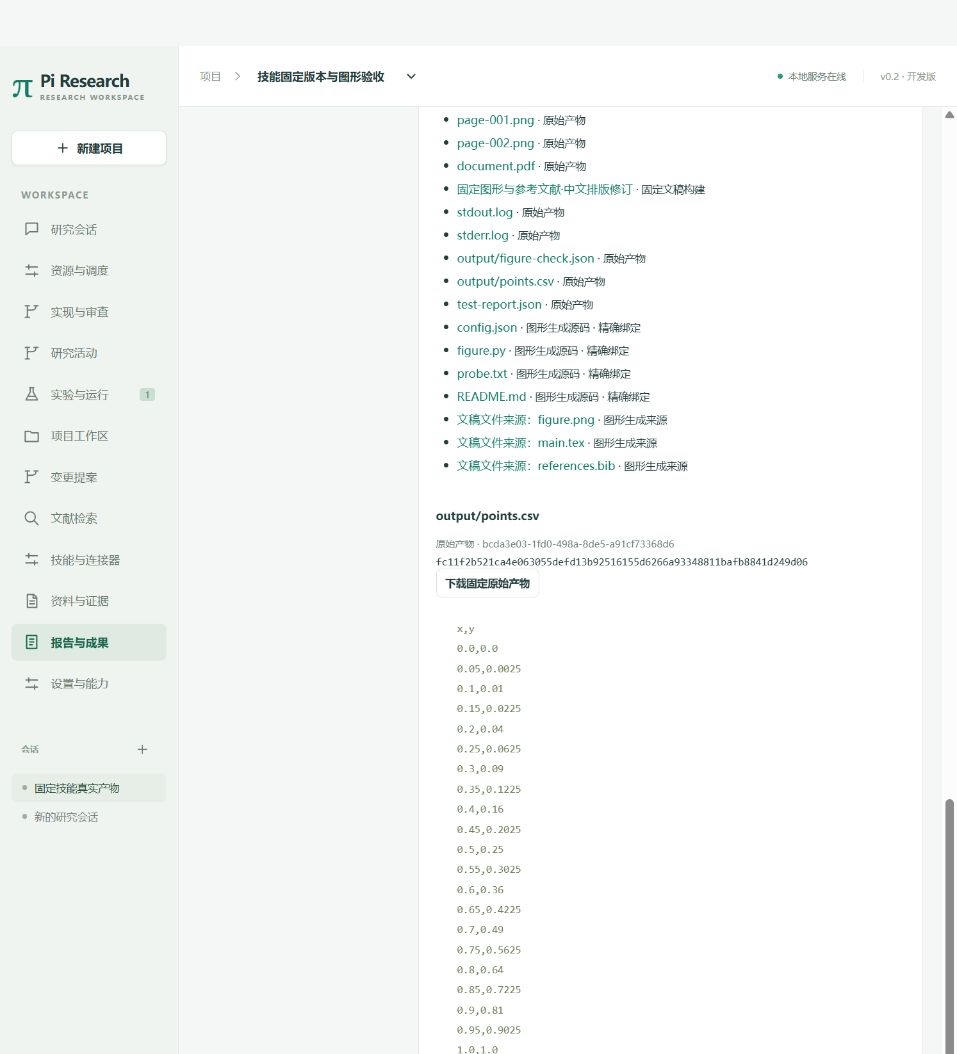 Pi Research
RESEARCH WORKSPACE
项目
技能固定版本与图形验收
本地服务在线
v0.2 · 开发版
+ 新建项目
WORKSPACE
研究会话
资源与调度
实现与审查
研究活动
实验与运行
1
项目工作区
变更提案
文献检索
技能与连接器
资料与证据
报告与成果
设置与能力
会话
+
固定技能真实产物
新的研究会话
page-001.png · 原始产物
page-002.png · 原始产物
document.pdf · 原始产物
固定图形与参考文献·中文排版修订 · 固定文稿构建
stdout.log · 原始产物
stderr.log · 原始产物
output/figure-check.json · 原始产物
output/points.csv · 原始产物
test-report.json · 原始产物
config.json · 图形生成源码 · 精确绑定
figure.py · 图形生成源码 · 精确绑定
probe.txt · 图形生成源码 · 精确绑定
README.md · 图形生成源码 · 精确绑定
文稿文件来源：figure.png · 图形生成来源
文稿文件来源：main.tex · 图形生成来源
文稿文件来源：references.bib · 图形生成来源
output/points.csv
原始产物 · bcda3e03-1fd0-498a-8de5-a91cf73368d6
fc11f2b521ca4e063055defd13b92516155d6266a93348811bafb8841d249d06
下载固定原始产物
x,y
0.0,0.0
0.05,0.0025
0.1,0.01
0.15,0.0225
0.2,0.04
0.25,0.0625
0.3,0.09
0.35,0.1225
0.4,0.16
0.45,0.2025
0.5,0.25
0.55,0.3025
0.6,0.36
0.65,0.4225
0.7,0.49
0.75,0.5625
0.8,0.64
0.85,0.7225
0.9,0.81
0.95,0.9025
1.0,1.0